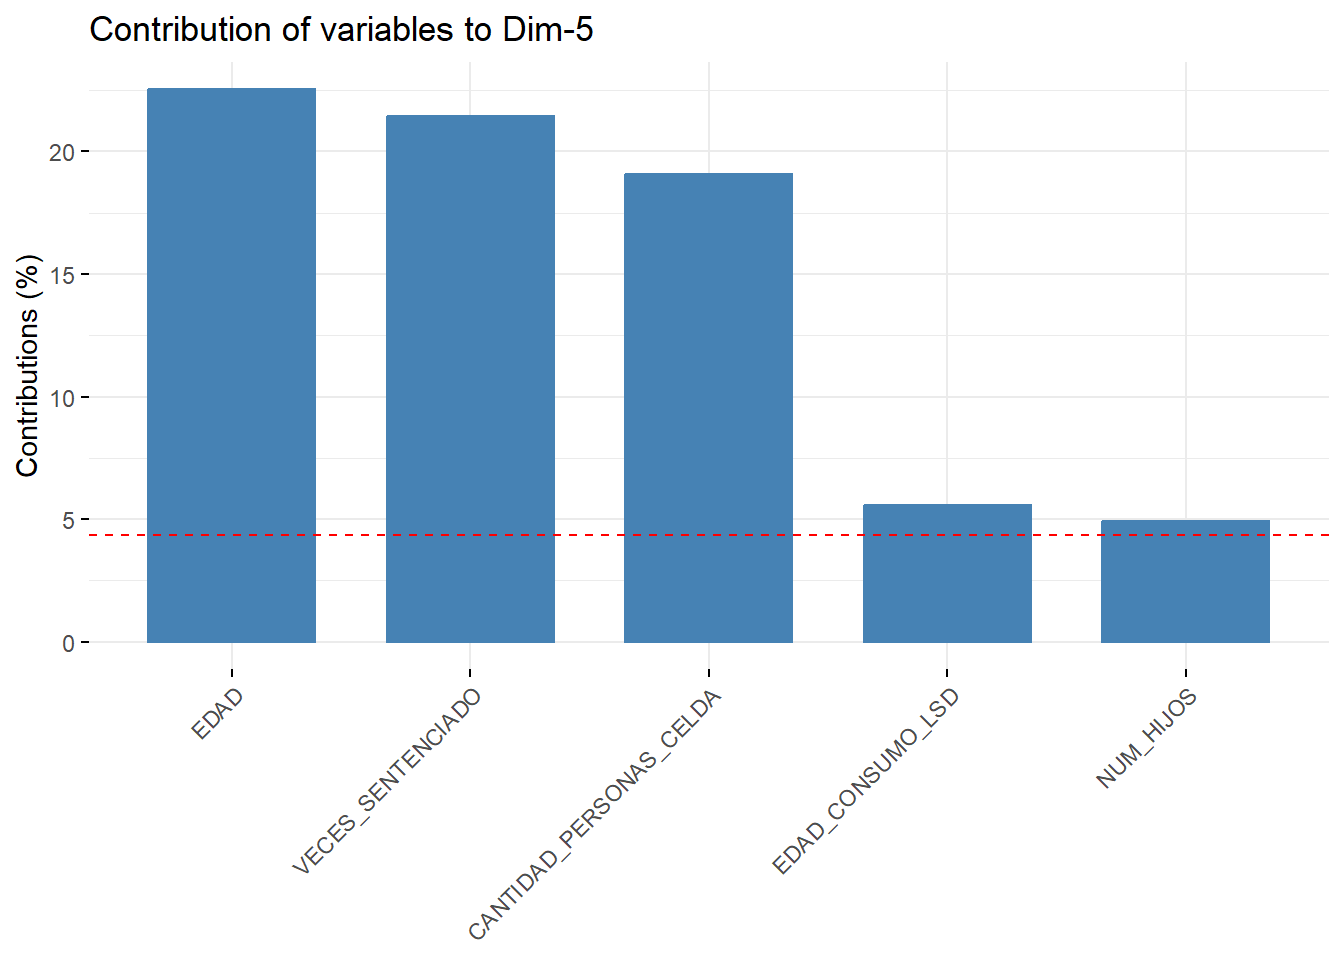 Contribution of variables to Dim-5
Contributions (%)
20
15
10
5
0
EDAD
VECES_SENTENCIADO
CANTIDAD_PERSONAS_CELDA
EDAD_CONSUMO_LSD
NUM_HIJOS